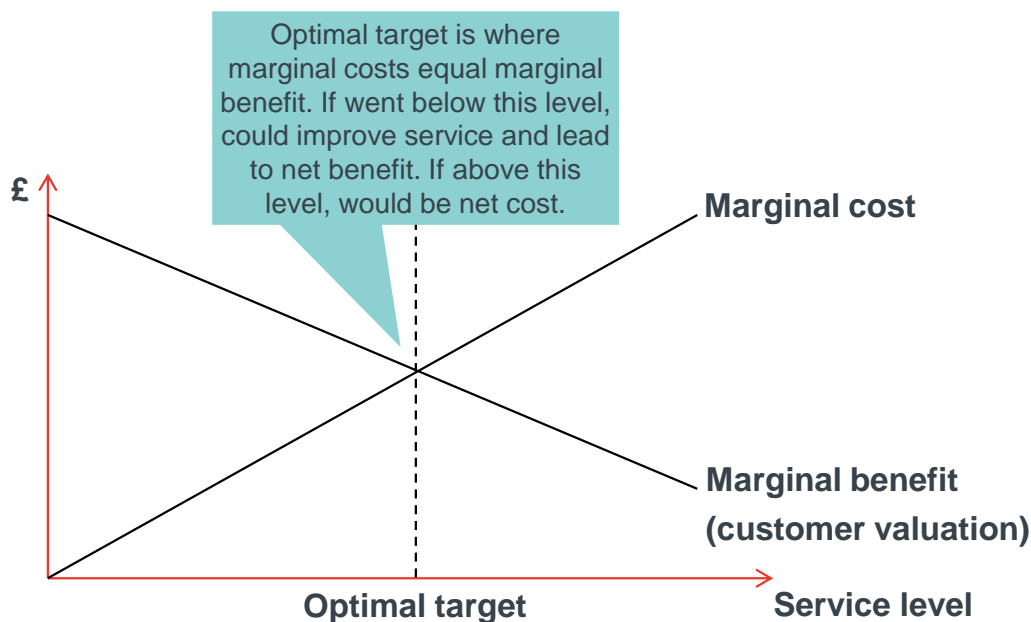 Optimal target is where
marginal costs equal marginal
benefit. If went below this level,
could improve service and lead
to net benefit. If above this
level, would be net cost.
£
Marginal cost
Marginal benefit
(customer valuation)
Optimal target
Service level